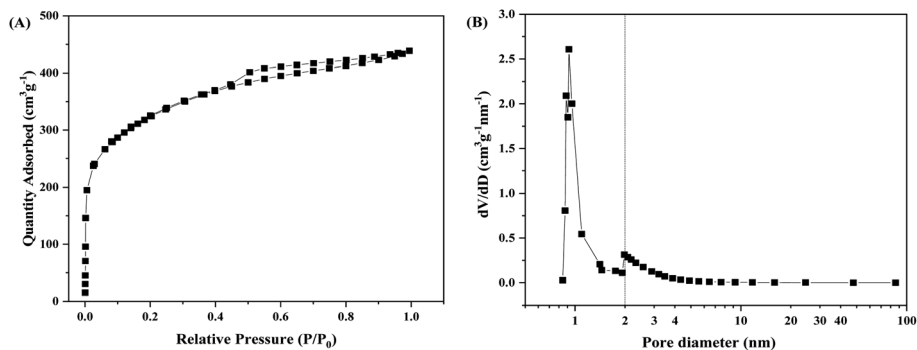 (A)
500
400
300
200
100
0
Quantity Adsorbed (cm³g⁻¹)
0.0 0.2 0.4 0.6 0.8 1.0
Relative Pressure (P/P₀)
(B)
3.0
2.5
2.0
1.5
1.0
0.5
0.0
dV/dD (cm³g⁻¹nm⁻¹)
1 2 3 4 10 20 30 40 100
Pore diameter (nm)